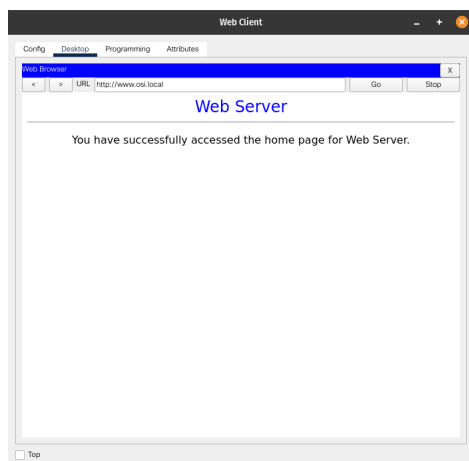 Web Client
Config Desktop Programming Attributes
Web Browser X
< > URL http://www.osi.local Go Stop
Web Server
You have successfully accessed the home page for Web Server.
Top